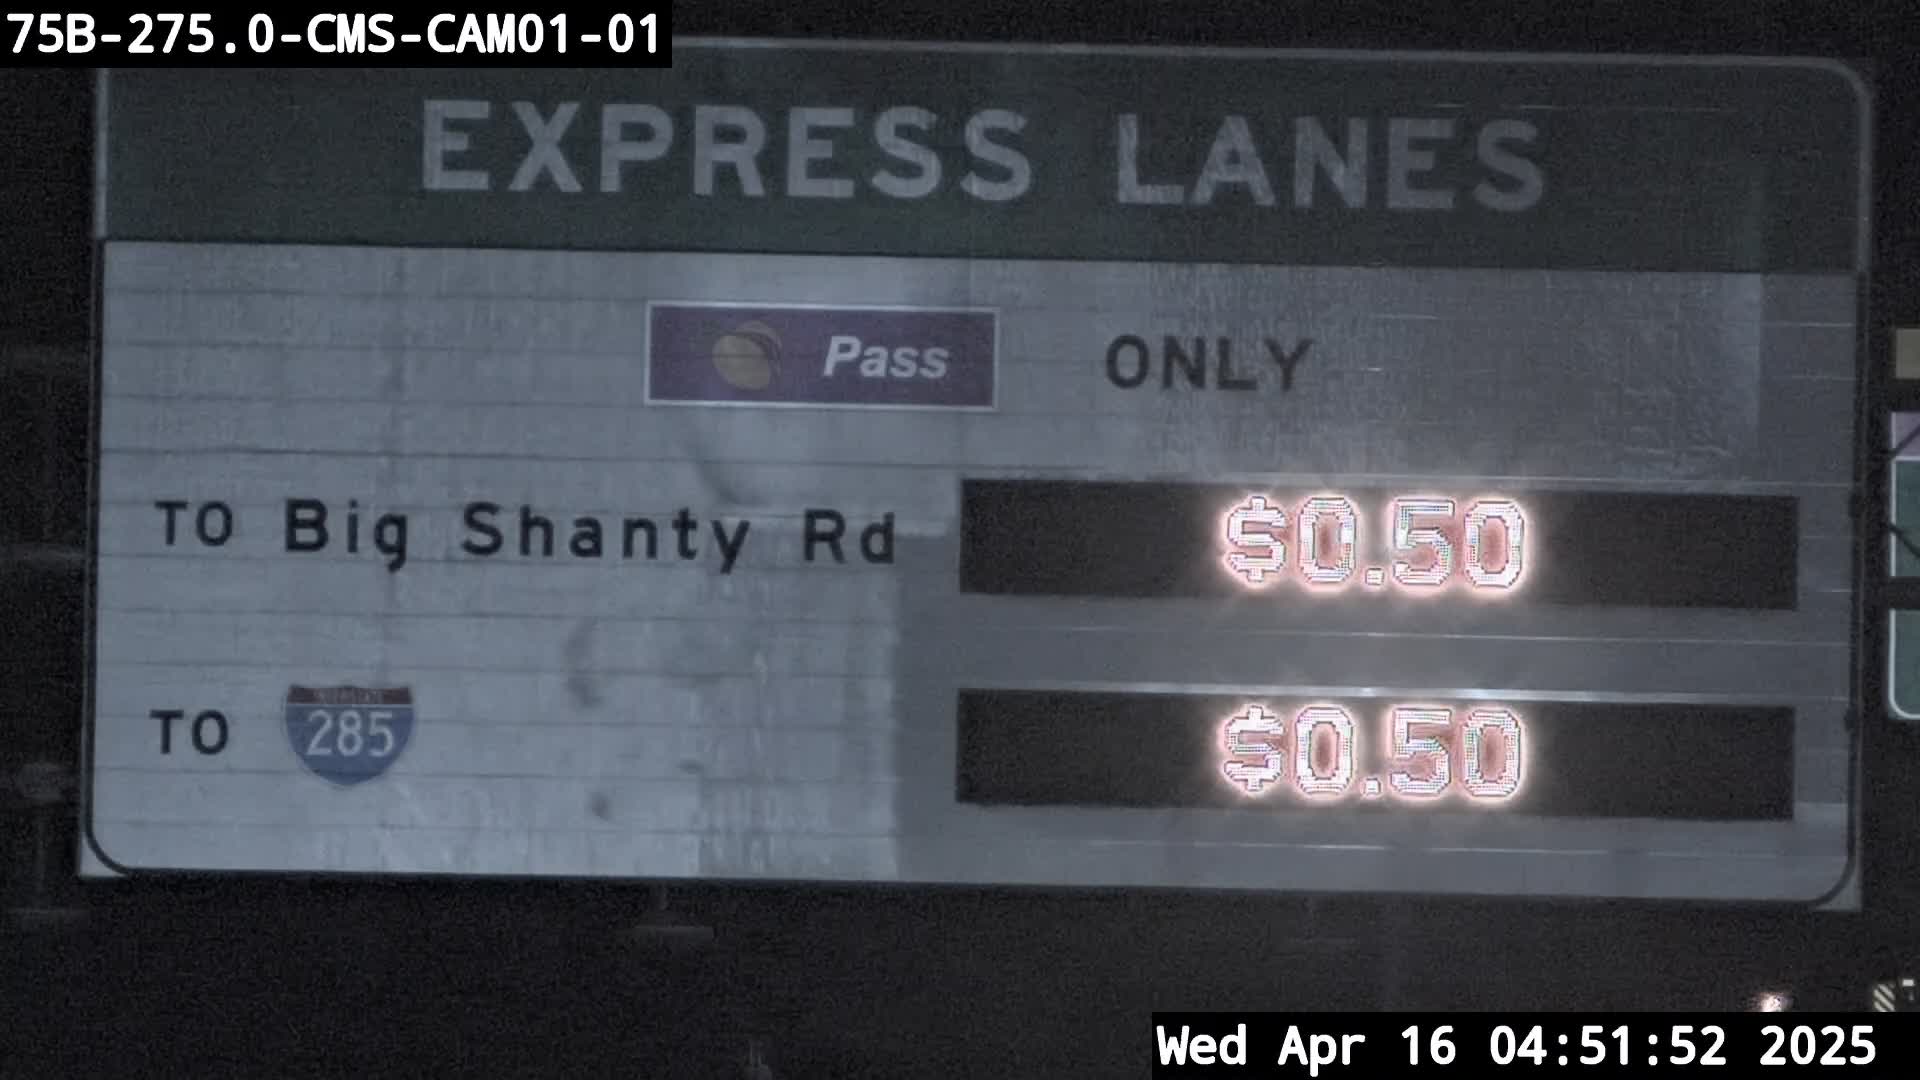 75B-275.0-CMS-CAM01-01
EXPRESS LANES
Pass ONLY
TO Big Shanty Rd $0.50
TO INTERSTATE 285 $0.50
Wed Apr 16 04:51:52 2025